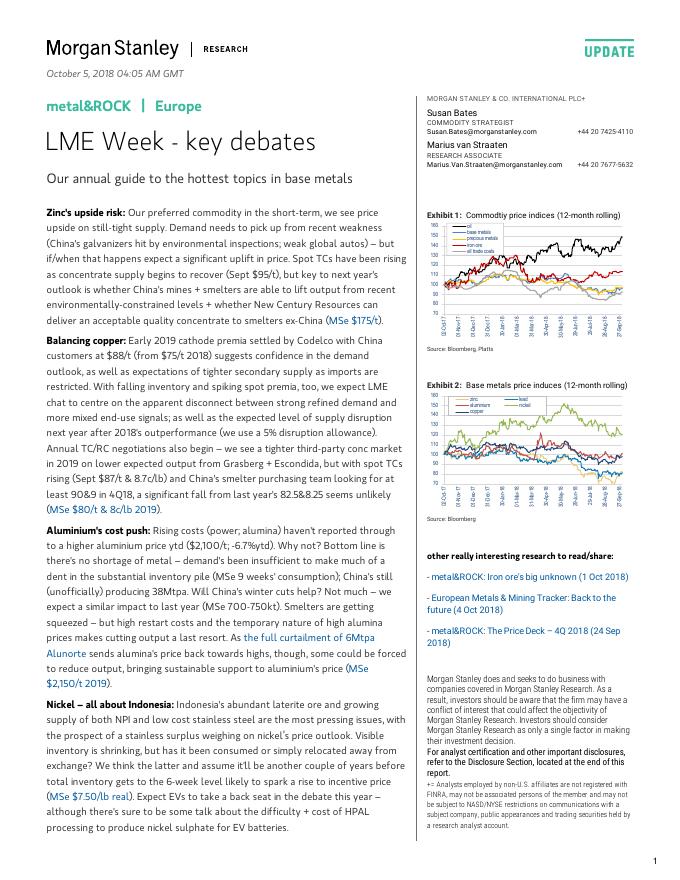 Morgan Stanley | RESEARCH
UPDATE
October 5, 2018 04:05 AM GMT
metal&ROCK | Europe
LME Week - key debates
Our annual guide to the hottest topics in base metals
Zinc's upside risk: Our preferred commodity in the short-term, we see price
upside on still-tight supply. Demand needs to pick up from recent weakness
(China's galvanizers hit by environmental inspections; weak global autos) – but
if/when that happens expect a significant uplift in price. Spot TCs have been rising
as concentrate supply begins to recover (Sept $95/t), but key to next year's
outlook is whether China's mines + smelters are able to lift output from recent
environmentally-constrained levels + whether New Century Resources can
deliver an acceptable quality concentrate to smelters ex-China (MSe $175/t).
Balancing copper: Early 2019 cathode premia settled by Codelco with China
customers at $88/t (from $75/t 2018) suggests confidence in the demand
outlook, as well as expectations of tighter secondary supply as imports are
restricted. With falling inventory and spiking spot premia, too, we expect LME
chat to centre on the apparent disconnect between strong refined demand and
more mixed end-use signals; as well as the expected level of supply disruption
next year after 2018's outperformance (we use a 5% disruption allowance).
Annual TC/RC negotiations also begin – we see a tighter third-party conc market
in 2019 on lower expected output from Grasberg + Escondida, but with spot TCs
rising (Sept $87/t & 8.7c/lb) and China's smelter purchasing team looking for at
least 90&9 in 4Q18, a significant fall from last year's 82.5&8.25 seems unlikely
(MSe $80/t & 8c/lb 2019).
Aluminium's cost push: Rising costs (power; alumina) haven't reported through
to a higher aluminium price ytd ($2,100/t; -6.7%ytd). Why not? Bottom line is
there's no shortage of metal – demand's been insufficient to make much of a
dent in the substantial inventory pile (MSe 9 weeks' consumption); China's still
(unofficially) producing 38Mtpa. Will China's winter cuts help? Not much – we
expect a similar impact to last year (MSe 700-750kt). Smelters are getting
squeezed – but high restart costs and the temporary nature of high alumina
prices makes cutting output a last resort. As the full curtailment of 6Mtpa
Alunorte sends alumina's price back towards highs, though, some could be forced
to reduce output, bringing sustainable support to aluminium's price (MSe
$2,150/t 2019).
Nickel – all about Indonesia: Indonesia's abundant laterite ore and growing
supply of both NPI and low cost stainless steel are the most pressing issues, with
the prospect of a stainless surplus weighing on nickel's price outlook. Visible
inventory is shrinking, but has it been consumed or simply relocated away from
exchange? We think the latter and assume it'll be another couple of years before
total inventory gets to the 6-week level likely to spark a rise to incentive price
(MSe $7.50/lb real). Expect EVs to take a back seat in the debate this year –
although there's sure to be some talk about the difficulty + cost of HPAL
processing to produce nickel sulphate for EV batteries.
MORGAN STANLEY & CO. INTERNATIONAL PLC+
Susan Bates
COMMODITY STRATEGIST
Susan.Bates@morganstanley.com +44 20 7425-4110
Marius van Straaten
RESEARCH ASSOCIATE
Marius.Van.Straaten@morganstanley.com +44 20 7677-5632
Exhibit 1: Commodtiy price indices (12-month rolling)
160
150
140
130
120
110
100
90
80
70
oil
base metals
precious metals
iron ore
all trade coals
02-Oct-17
01-Nov-17
01-Dec-17
31-Dec-17
30-Jan-18
01-Mar-18
31-Mar-18
30-Apr-18
30-May-18
29-Jun-18
29-Jul-18
28-Aug-18
27-Sep-18
Source: Bloomberg, Platts
Exhibit 2: Base metals price induces (12-month rolling)
160
150
140
130
120
110
100
90
80
70
zinc
lead
aluminum
nickel
copper
02-Oct-17
01-Nov-17
01-Dec-17
31-Dec-17
30-Jan-18
01-Mar-18
31-Mar-18
30-Apr-18
30-May-18
29-Jun-18
29-Jul-18
28-Aug-18
27-Sep-18
Source: Bloomberg
other really interesting research to read/share:
- metal&ROCK: Iron ore's big unknown (1 Oct 2018)
- European Metals & Mining Tracker: Back to the
future (4 Oct 2018)
- metal&ROCK: The Price Deck – 4Q 2018 (24 Sep
2018)
Morgan Stanley does and seeks to do business with
companies covered in Morgan Stanley Research. As a
result, investors should be aware that the firm may have a
conflict of interest that could affect the objectivity of
Morgan Stanley Research. Investors should consider
Morgan Stanley Research as only a single factor in making
their investment decision.
For analyst certification and other important disclosures,
refer to the Disclosure Section, located at the end of this
report.
+= Analysts employed by non-U.S. affiliates are not registered with
FINRA, may not be associated persons of the member and may not
be subject to NASD/NYSE restrictions on communications with a
subject company, public appearances and trading securities held by
a research analyst account.
1